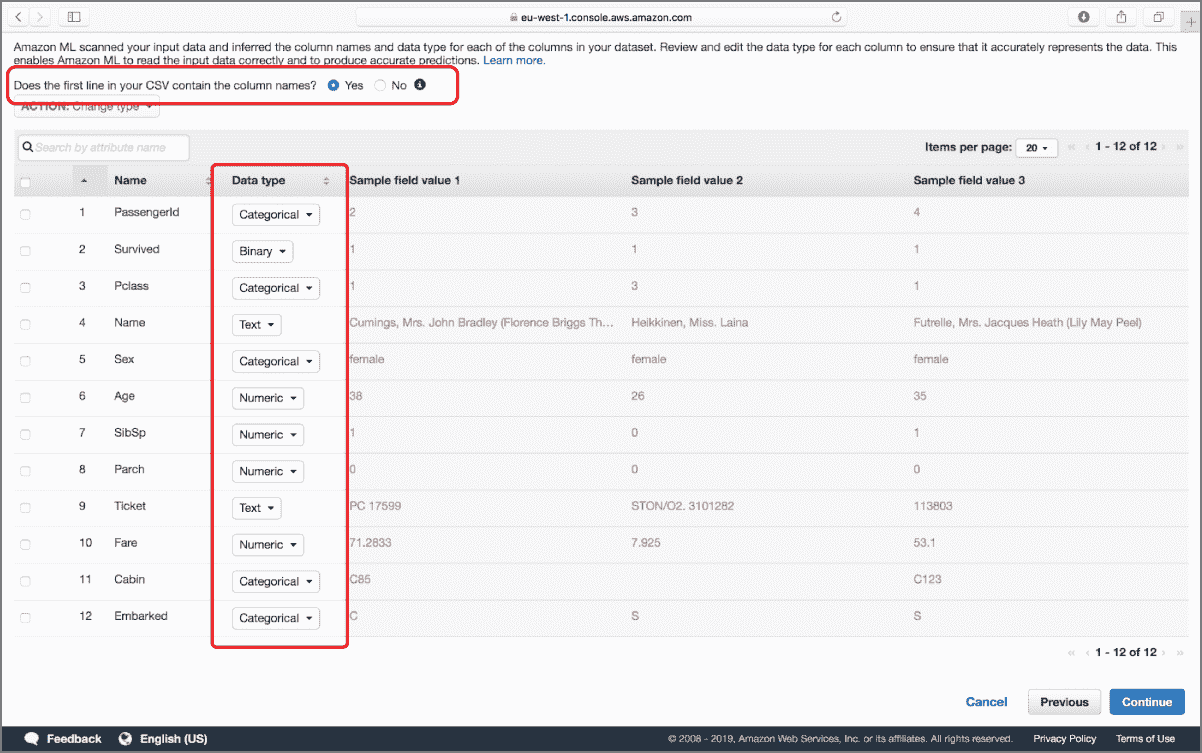 eu-west-1.console.aws.amazon.com
Amazon ML scanned your input data and inferred the column names and data type for each of the columns in your dataset. Review and edit the data type for each column to ensure that it accurately represents the data. This
enables Amazon ML to read the input data correctly and to produce accurate predictions. Learn more.
Does the first line in your CSV contain the column names? Yes No
ACTION: Change type
Search by attribute name Items per page: 20 « ‹ 1 - 12 of 12 › »
Name Data type Sample field value 1 Sample field value 2 Sample field value 3
1 PassengerId Categorical 2 3 4
2 Survived Binary 1 1 1
3 Pclass Categorical 1 3 1
4 Name Text Cumings, Mrs. John Bradley (Florence Briggs Th... Heikkinen, Miss. Laina Futrelle, Mrs. Jacques Heath (Lily May Peel)
5 Sex Categorical female female female
6 Age Numeric 38 26 35
7 SibSp Numeric 1 0 1
8 Parch Numeric 0 0 0
9 Ticket Text PC 17599 STON/O2. 3101282 113803
10 Fare Numeric 71.2833 7.925 53.1
11 Cabin Categorical C85 C123
12 Embarked Categorical C S S
« ‹ 1 - 12 of 12 › »
Cancel Previous Continue
Feedback English (US) © 2008 - 2019, Amazon Web Services, Inc. or its affiliates. All rights reserved. Privacy Policy Terms of Use